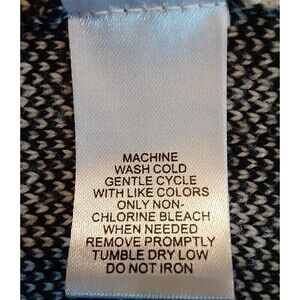 MACHINE
WASH COLD
GENTLE CYCLE
WITH LIKE COLORS
ONLY NON-
CHLORINE BLEACH
WHEN NEEDED
REMOVE PROMPTLY
TUMBLE DRY LOW
DO NOT IRON